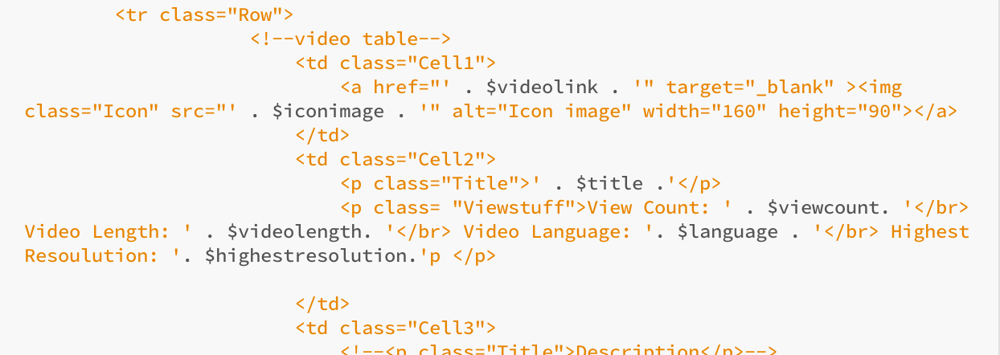 <tr class="Row">
<!--video table-->
<td class="Cell1">
<a href="' . $videolink . '" target="_blank" ><img
class="Icon" src="' . $iconimage . '" alt="Icon image" width="160" height="90"></a>
</td>
<td class="Cell2">
<p class="Title">' . $title .'</p>
<p class= "Viewstuff">View Count: ' . $viewcount. '</br>
Video Length: ' . $videolength. '</br> Video Language: '. $language . '</br> Highest
Resoulution: '. $highestresolution.'p </p>
</td>
<td class="Cell3">
<!--<p class="Title">Description</p>-->